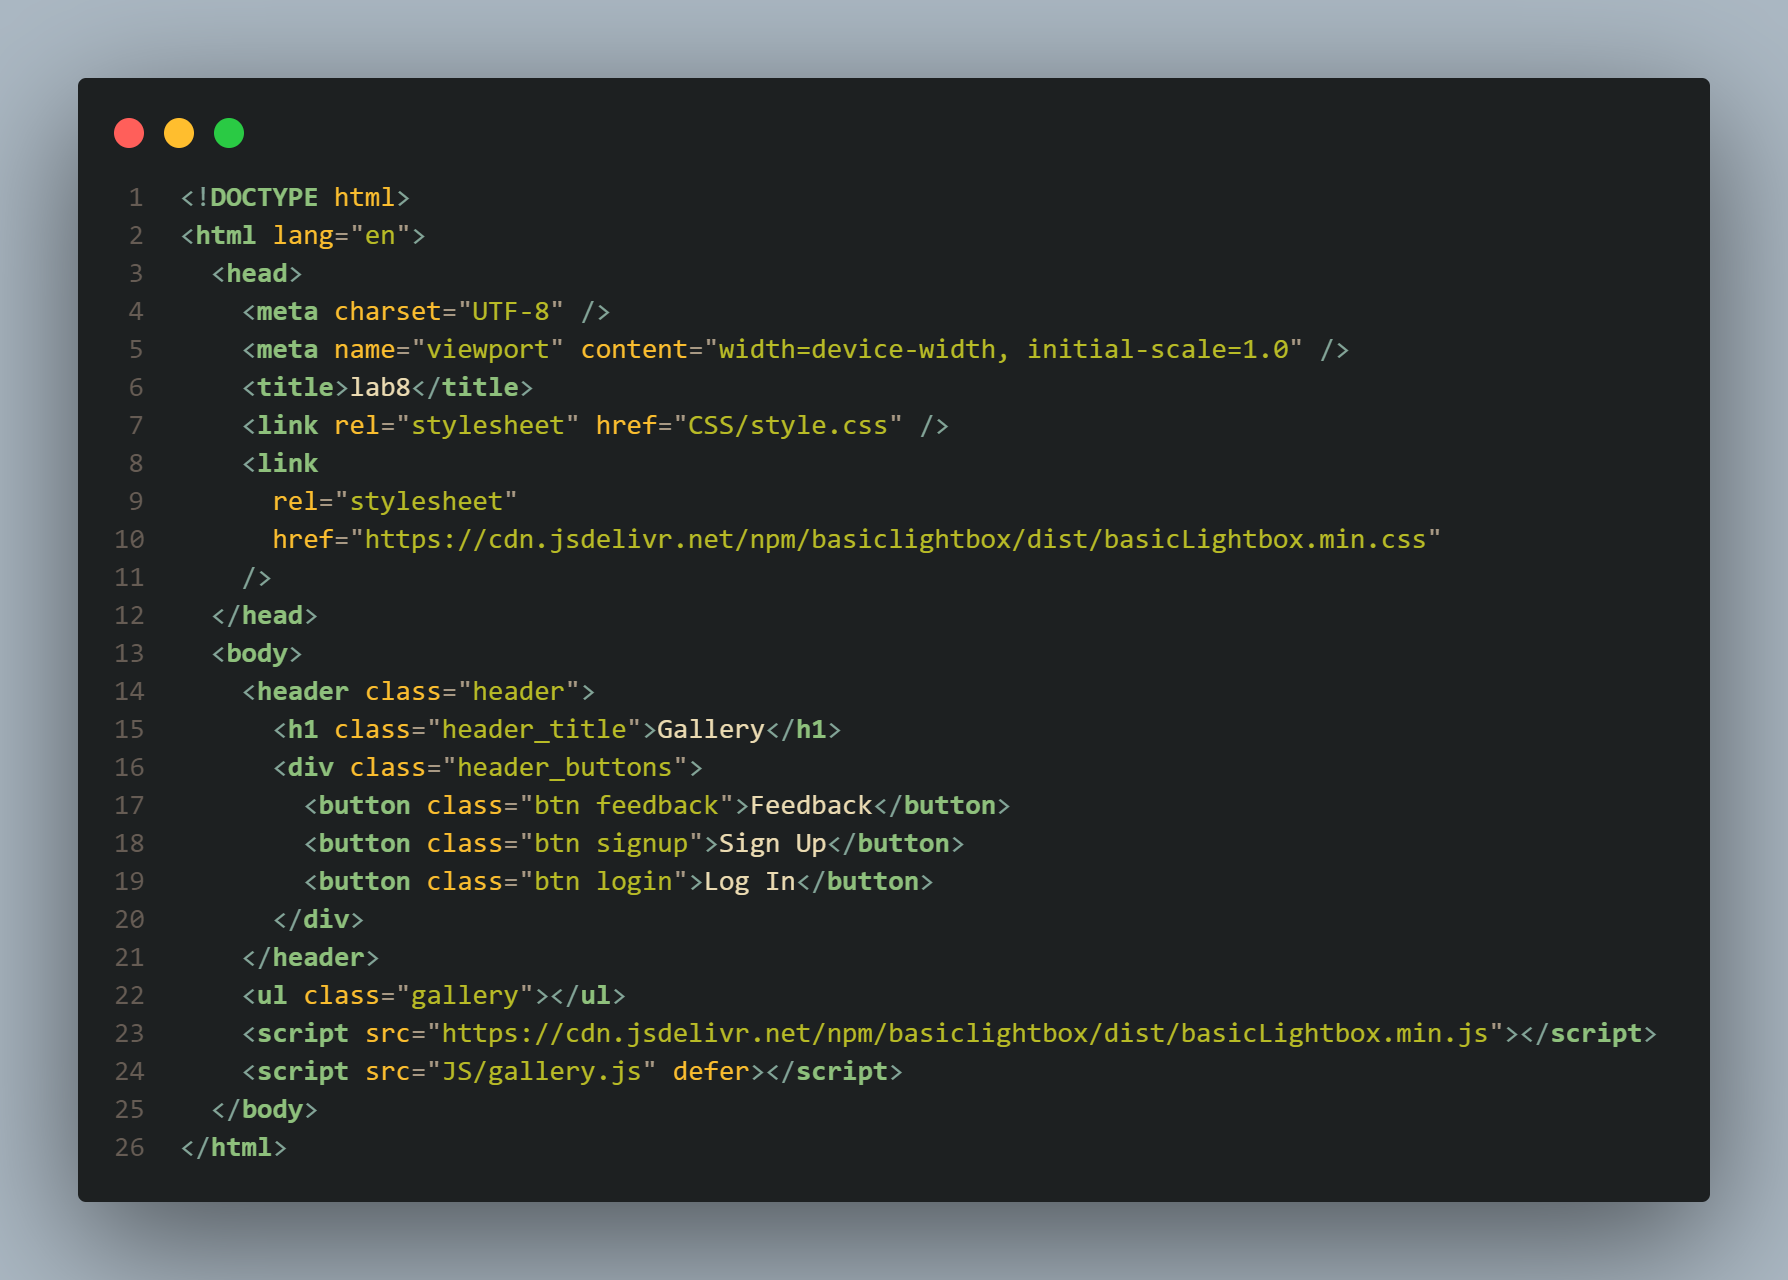 1 <!DOCTYPE html>
2 <html lang="en">
3   <head>
4     <meta charset="UTF-8" />
5     <meta name="viewport" content="width=device-width, initial-scale=1.0" />
6     <title>lab8</title>
7     <link rel="stylesheet" href="CSS/style.css" />
8     <link
9       rel="stylesheet"
10       href="https://cdn.jsdelivr.net/npm/basiclightbox/dist/basicLightbox.min.css"
11     />
12   </head>
13   <body>
14     <header class="header">
15       <h1 class="header_title">Gallery</h1>
16       <div class="header_buttons">
17         <button class="btn feedback">Feedback</button>
18         <button class="btn signup">Sign Up</button>
19         <button class="btn login">Log In</button>
20       </div>
21     </header>
22     <ul class="gallery"></ul>
23     <script src="https://cdn.jsdelivr.net/npm/basiclightbox/dist/basicLightbox.min.js"></script>
24     <script src="JS/gallery.js" defer></script>
25   </body>
26 </html>